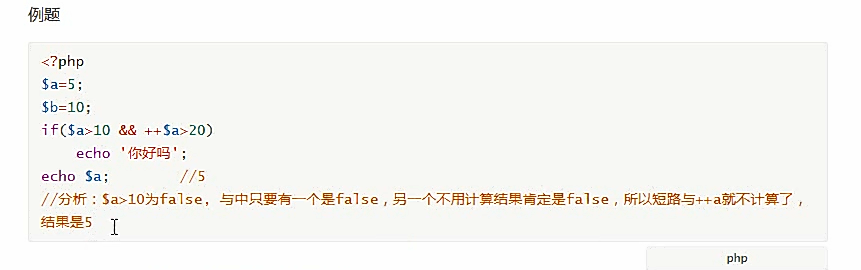 例题
<?php
$a=5;
$b=10;
if($a>10 && ++$a>20)
    echo '你好吗';
echo $a;        //5
//分析：$a>10为false, 与中只要有一个是false，另一个不用计算结果肯定是false，所以短路与++a就不计算了，
结果是5
php